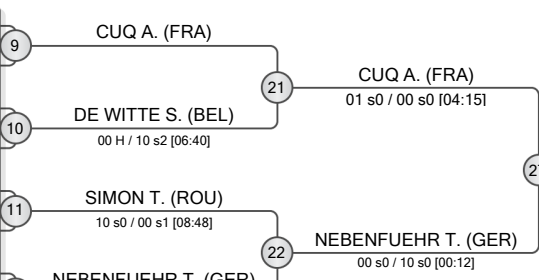 9
CUQ A. (FRA)
21
CUQ A. (FRA)
01 s0 / 00 s0 [04:15]
10
DE WITTE S. (BEL)
00 H / 10 s2 [06:40]
11
SIMON T. (ROU)
10 s0 / 00 s1 [08:48]
22
NEBENFUEHR T. (GER)
00 s0 / 10 s0 [00:12]
NEBENFUEHR T. (GER)